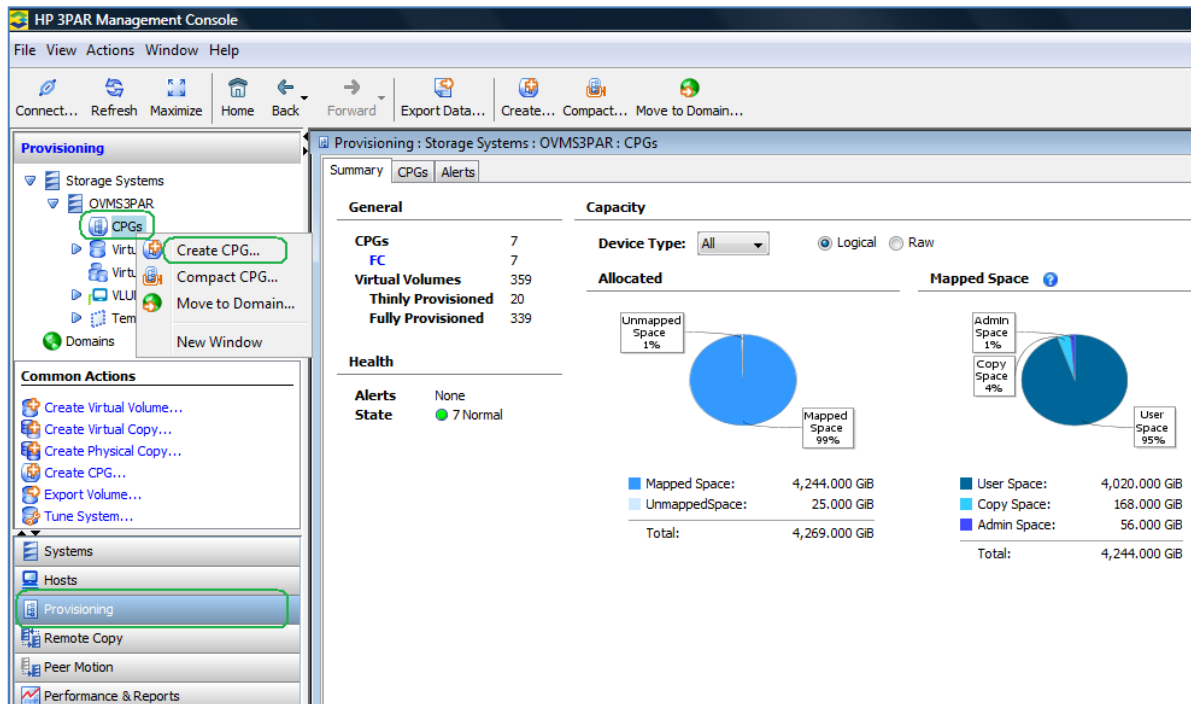 HP 3PAR Management Console
File View Actions Window Help
Connect... Refresh Maximize Home Back Forward Export Data... Create... Compact... Move to Domain...
Provisioning
Storage Systems
OVMS3PAR
CPGs
Virtu
Virtu
VLU
Tem
Domains
Create CPG...
Compact CPG...
Move to Domain...
New Window
Common Actions
Create Virtual Volume...
Create Virtual Copy...
Create Physical Copy...
Create CPG...
Export Volume...
Tune System...
Systems
Hosts
Provisioning
Remote Copy
Peer Motion
Performance & Reports
Provisioning : Storage Systems : OVMS3PAR : CPGs
Summary CPGs Alerts
General
CPGs 7
FC 7
Virtual Volumes 359
Thinly Provisioned 20
Fully Provisioned 339
Health
Alerts None
State 7 Normal
Capacity
Device Type: All Logical Raw
Allocated
Unmapped
Space
1%
Mapped
Space
99%
Mapped Space: 4,244.000 GiB
UnmappedSpace: 25.000 GiB
Total: 4,269.000 GiB
Mapped Space ?
Admin
Space
1%
Copy
Space
4%
User
Space
95%
User Space: 4,020.000 GiB
Copy Space: 168.000 GiB
Admin Space: 56.000 GiB
Total: 4,244.000 GiB